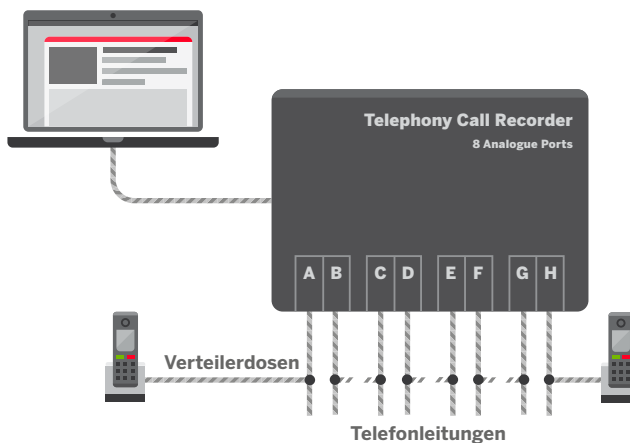 Telephony Call Recorder
8 Analogue Ports
A B C D E F G H
Verteilerdosen
Telefonleitungen